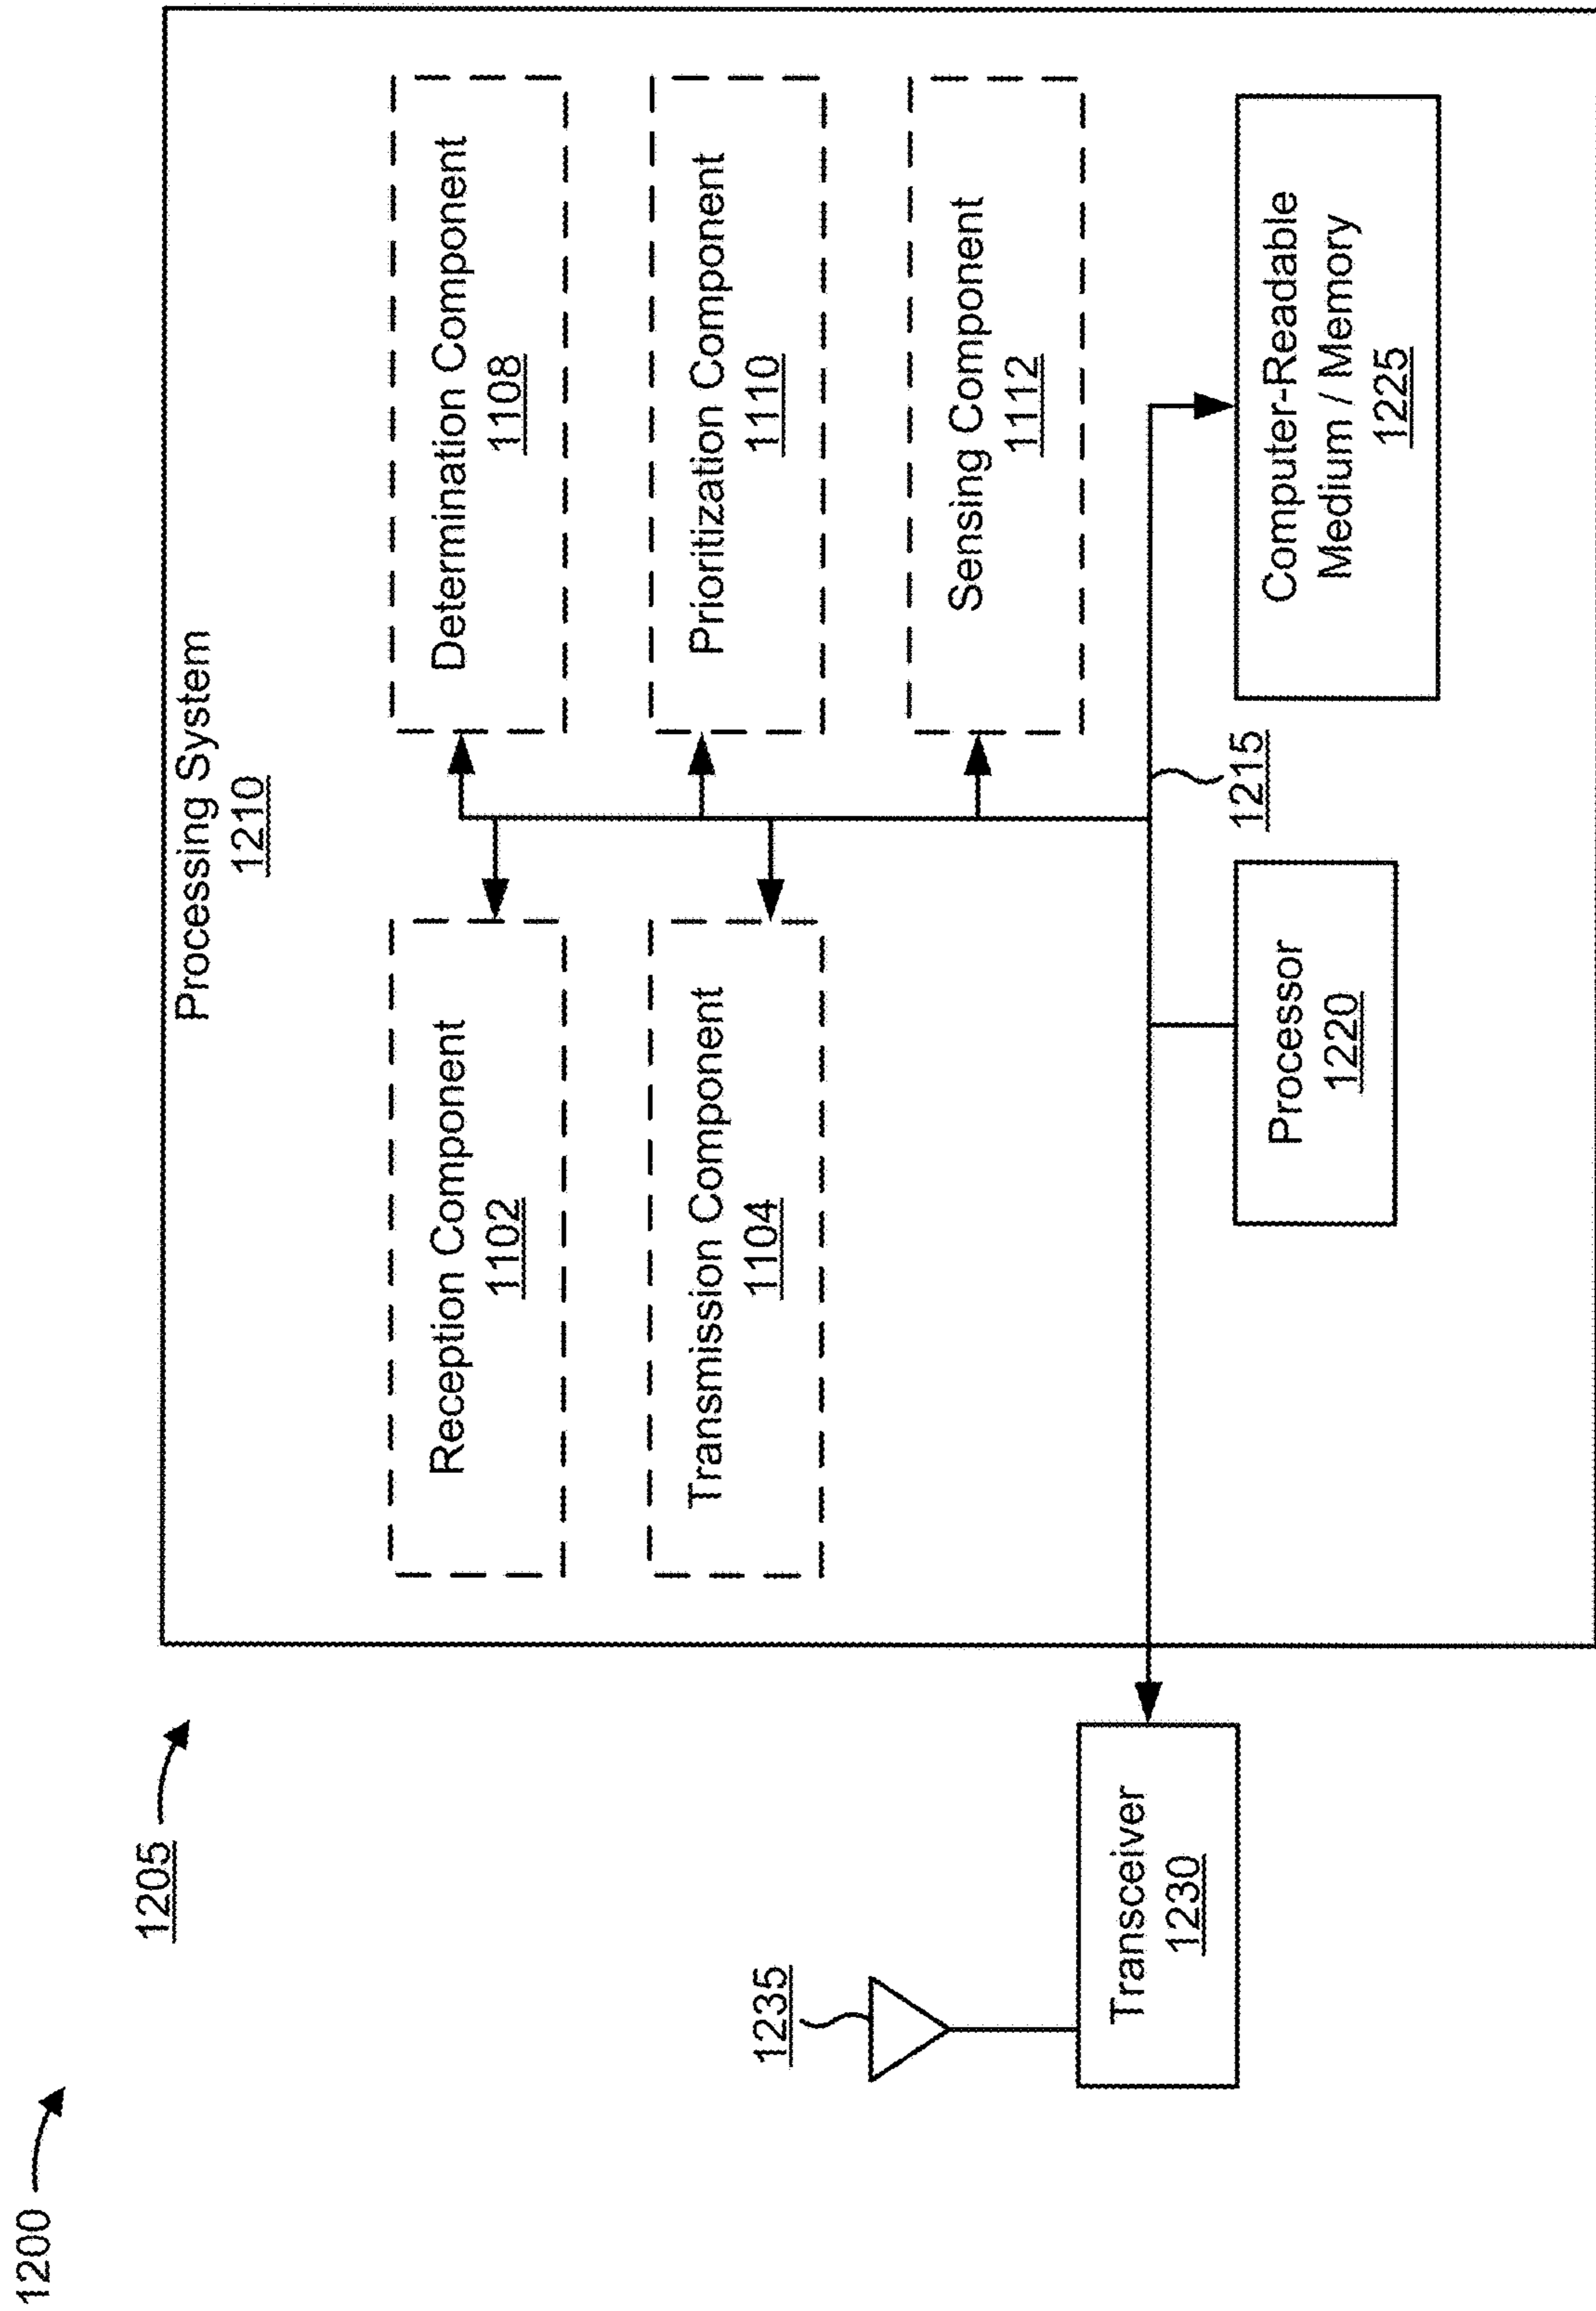 1200
1205
Processing System
1210
Reception Component
1102
Determination Component
1108
Transmission Component
1104
Prioritization Component
1110
Sensing Component
1112
1235
1215
Transceiver
1230
Processor
1220
Computer-Readable
Medium / Memory
1225